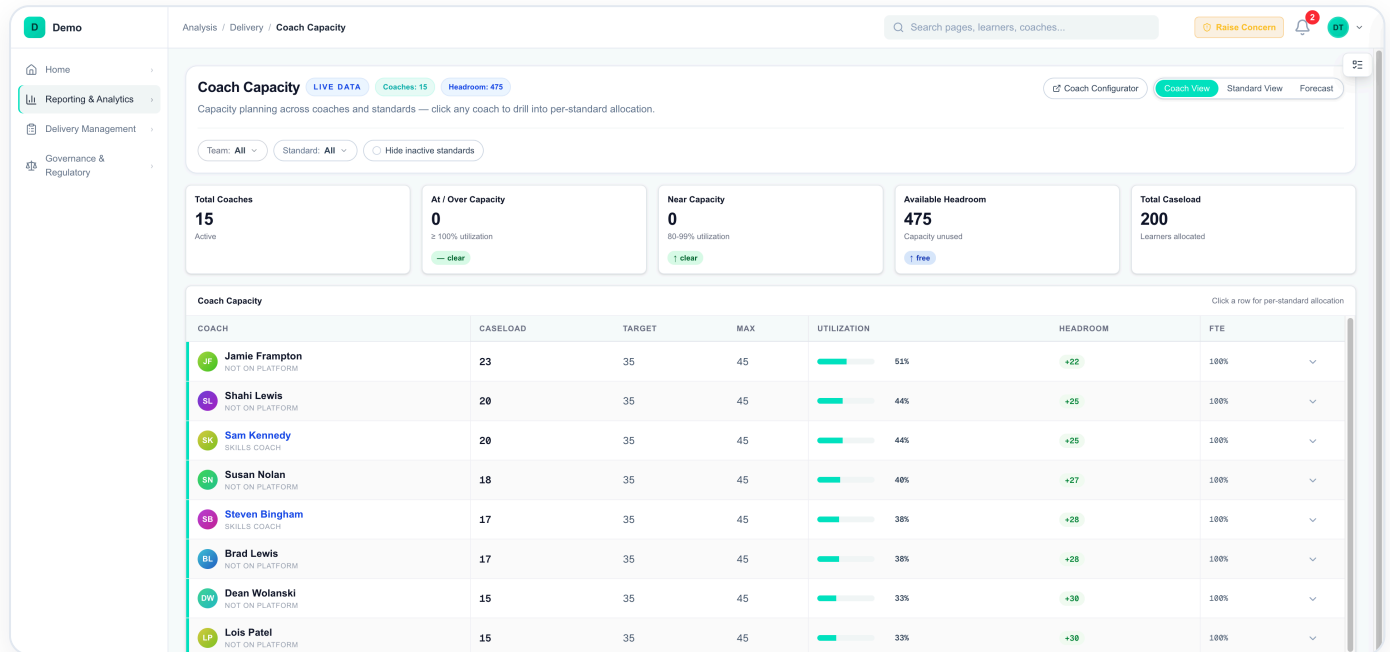 D Demo
Analysis / Delivery / Coach Capacity
Search pages, learners, coaches...
Raise Concern
2
DT
Home
Reporting & Analytics
Delivery Management
Governance &
Regulatory
Coach Capacity LIVE DATA Coaches: 15 Headroom: 475
Capacity planning across coaches and standards — click any coach to drill into per-standard allocation.
Coach Configurator
Coach View Standard View Forecast
Team: All Standard: All Hide inactive standards
Total Coaches
15
Active
At / Over Capacity
0
≥ 100% utilization
— clear
Near Capacity
0
80-99% utilization
↑ clear
Available Headroom
475
Capacity unused
↑ free
Total Caseload
200
Learners allocated
Coach Capacity Click a row for per-standard allocation
COACH CASELOAD TARGET MAX UTILIZATION HEADROOM FTE
JF Jamie Frampton 23 35 45 51% +22 100%
NOT ON PLATFORM
SL Shahi Lewis 20 35 45 44% +25 100%
NOT ON PLATFORM
SK Sam Kennedy 20 35 45 44% +25 100%
SKILLS COACH
SN Susan Nolan 18 35 45 40% +27 100%
NOT ON PLATFORM
SB Steven Bingham 17 35 45 38% +28 100%
SKILLS COACH
BL Brad Lewis 17 35 45 38% +28 100%
NOT ON PLATFORM
DW Dean Wolanski 15 35 45 33% +30 100%
NOT ON PLATFORM
LP Lois Patel 15 35 45 33% +30 100%
NOT ON PLATFORM